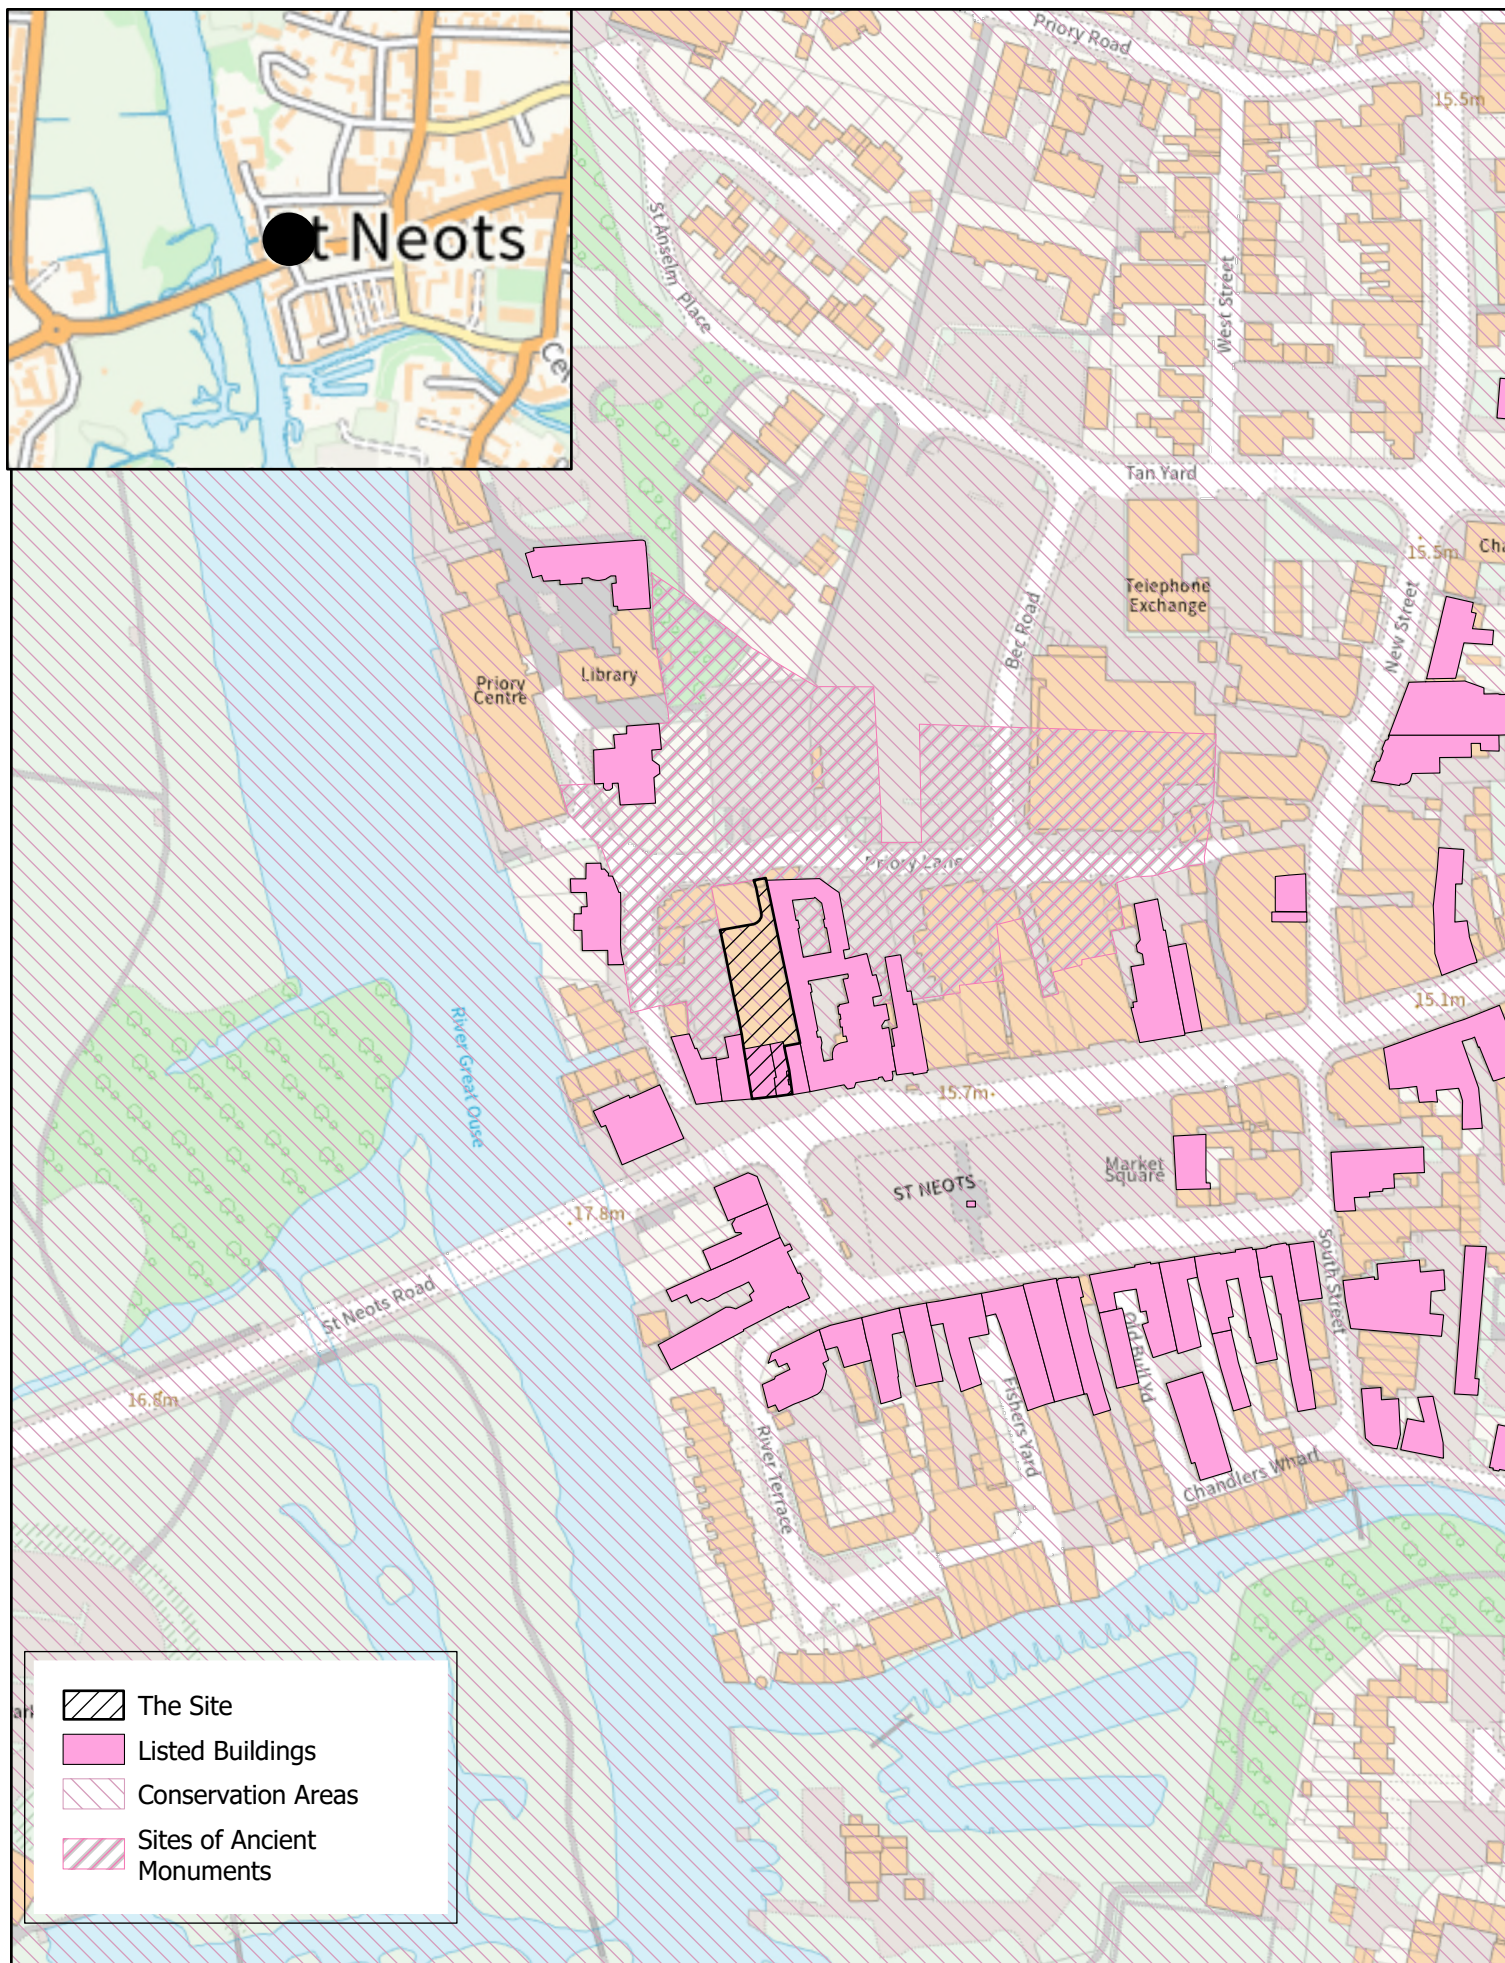 Priory Road
15.5m
St Neots
Cer
St Anselm Place
West Street
Tan Yard
15.5m
Cha
Telephone
Exchange
New Street
Bec Road
Library
Priory
Centre
Priory Lane
15.1m
River Great Ouse
15.7m
Market
Square
ST NEOTS
17.8m
South Street
St Neots Road
Old Bull Yd
16.8m
Fishers Yard
River Terrace
Chandlers Wharf
ark
The Site
Listed Buildings
Conservation Areas
Sites of Ancient
Monuments